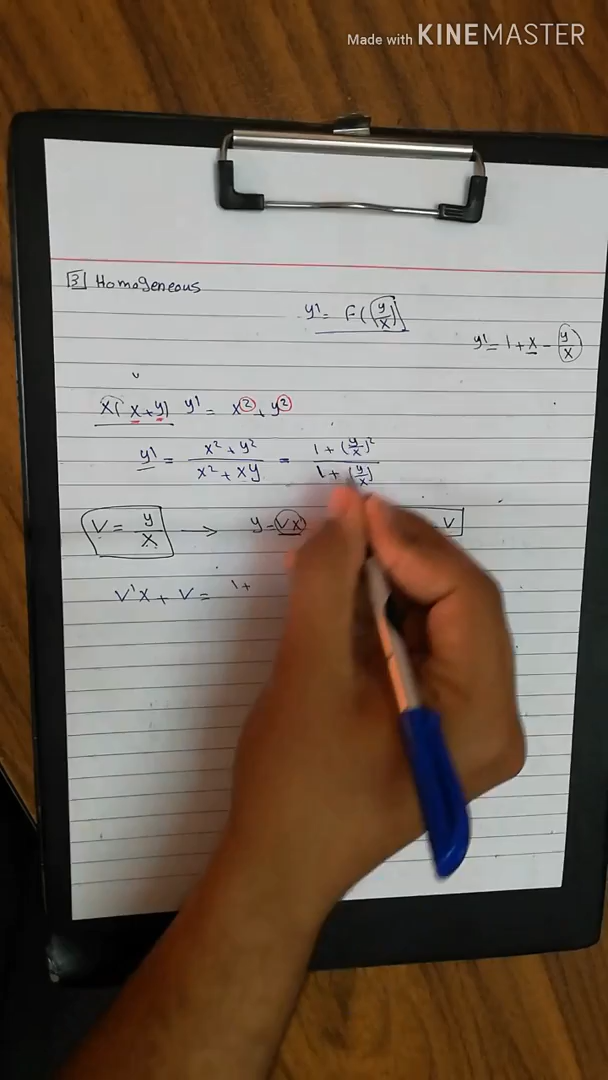 Made with KINEMASTER
3 Homogeneous
y' = F(y/x)
y' = 1 + x - y/x
x(x+y) y' = x² + y²
y' = x² + y² / x² + xy = 1 + (y/x)² / 1 + (y/x)
V = y/x → y = Vx V
V'x + V = 1+